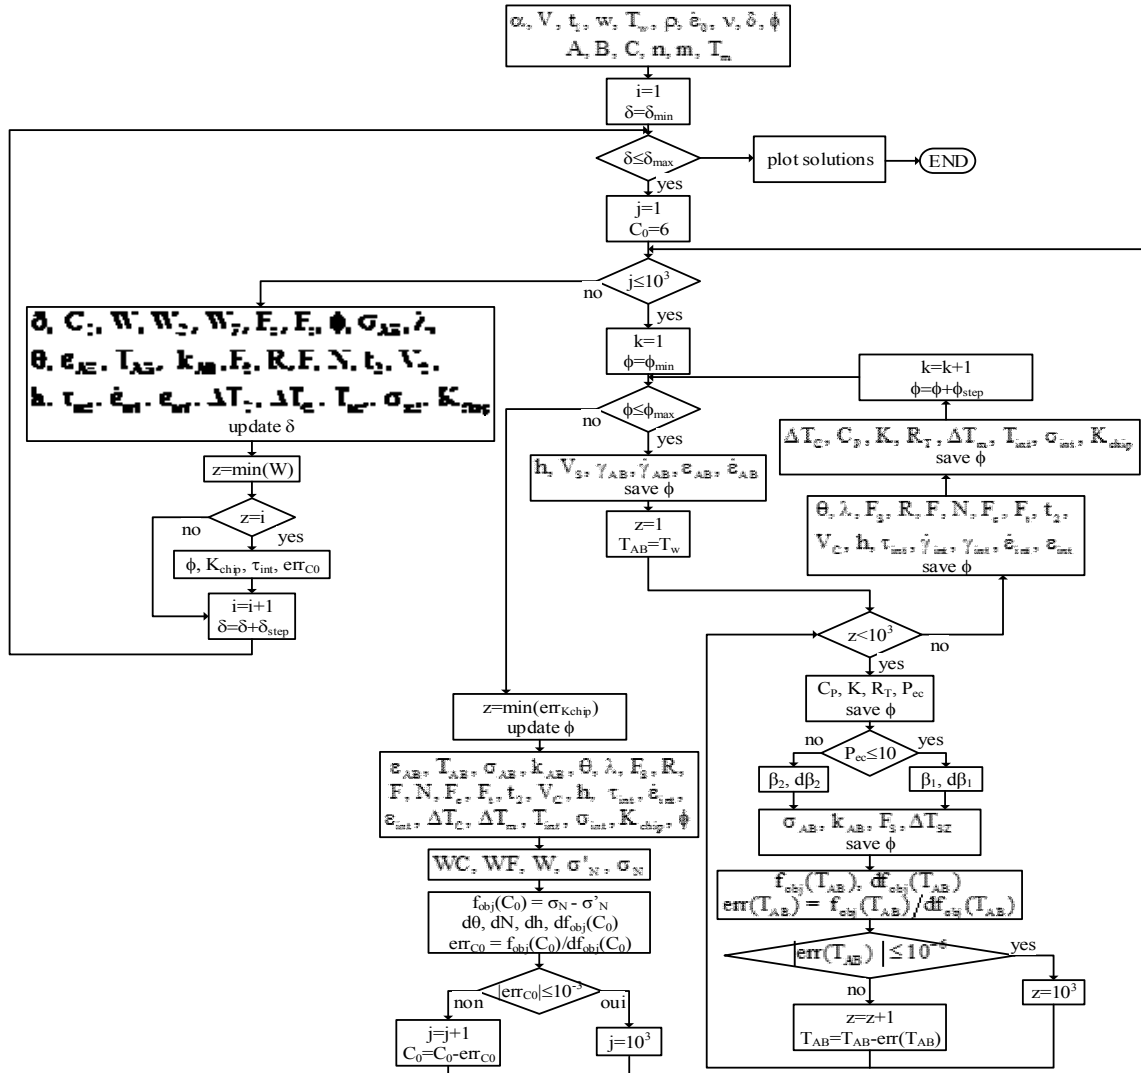 α, V, t₁, w, T_w, ρ, ε̇₀, ν, δ, ϕ
A, B, C, n, m, T_m
i=1
δ=δ_min
δ≤δ_max
plot solutions
END
yes
j=1
C₀=6
j≤10³
no
yes
k=1
ϕ=ϕ_min
ϕ≤ϕ_max
no
yes
h, V_S, γ_AB, γ̇_AB, ε_AB, ε̇_AB
save ϕ
z=1
T_AB=T_w
k=k+1
ϕ=ϕ+ϕ_step
ΔT_C, C_P, K, R_T, ΔT_m, T_int, σ_int, K_chip
save ϕ
θ, λ, F_S, R, F, N, F_c, F_t, t₂,
V_C, h, τ_int, γ̇_int, γ_int, ε̇_int, ε_int
save ϕ
z<10³
no
yes
C_P, K, R_T, P_ec
save ϕ
P_ec≤10
no
yes
β₂, dβ₂
β₁, dβ₁
σ_AB, k_AB, F_S, ΔT_SZ
save ϕ
f_obj(T_AB), df_obj(T_AB)
err(T_AB) = f_obj(T_AB)/df_obj(T_AB)
|err(T_AB)| ≤ 10⁻⁶
yes
no
z=10³
z=z+1
T_AB=T_AB-err(T_AB)
update δ
z=min(W)
z=i
no
yes
ϕ, K_chip, τ_int, err_C0
i=i+1
δ=δ+δ_step
z=min(err_Kchip)
update ϕ
ε_AB, T_AB, σ_AB, k_AB, θ, λ, F_S, R,
F, N, F_c, F_t, t₂, V_C, h, τ_int, ε̇_int,
ε_int, ΔT_C, ΔT_m, T_int, σ_int, K_chip, ϕ
WC, WF, W, σ'_N, σ_N
f_obj(C₀) = σ_N - σ'_N
dθ, dN, dh, df_obj(C₀)
err_C0 = f_obj(C₀)/df_obj(C₀)
|err_C0|≤10⁻³
non
oui
j=j+1
C₀=C₀-err_C0
j=10³